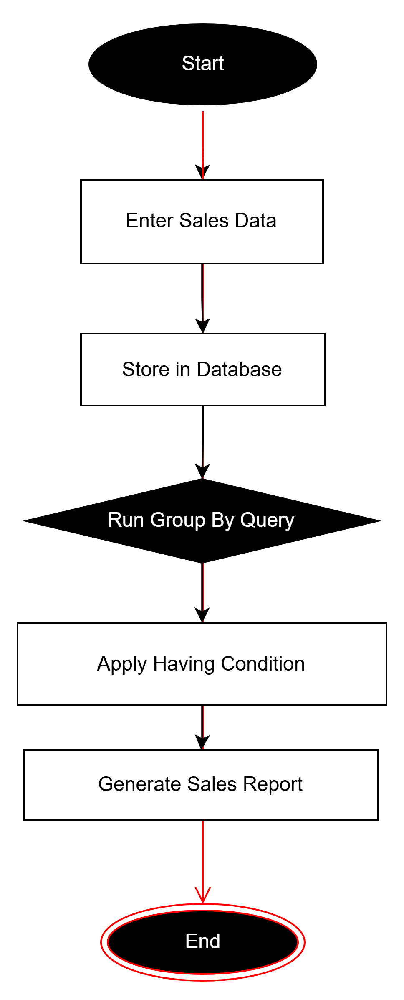 Start
Enter Sales Data
Store in Database
Run Group By Query
Apply Having Condition
Generate Sales Report
End